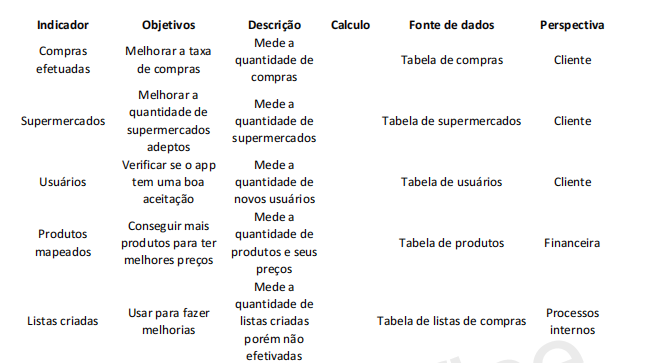 Indicador Objetivos Descrição Calculo Fonte de dados Perspectiva
Compras efetuadas Melhorar a taxa de compras Mede a quantidade de compras Tabela de compras Cliente
Supermercados Melhorar a quantidade de supermercados adeptos Mede a quantidade de supermercados Tabela de supermercados Cliente
Usuários Verificar se o app tem uma boa aceitação Mede a quantidade de novos usuários Tabela de usuários Cliente
Produtos mapeados Conseguir mais produtos para ter melhores preços Mede a quantidade de produtos e seus preços Tabela de produtos Financeira
Listas criadas Usar para fazer melhorias Mede a quantidade de listas criadas porém não efetivadas Tabela de listas de compras Processos internos